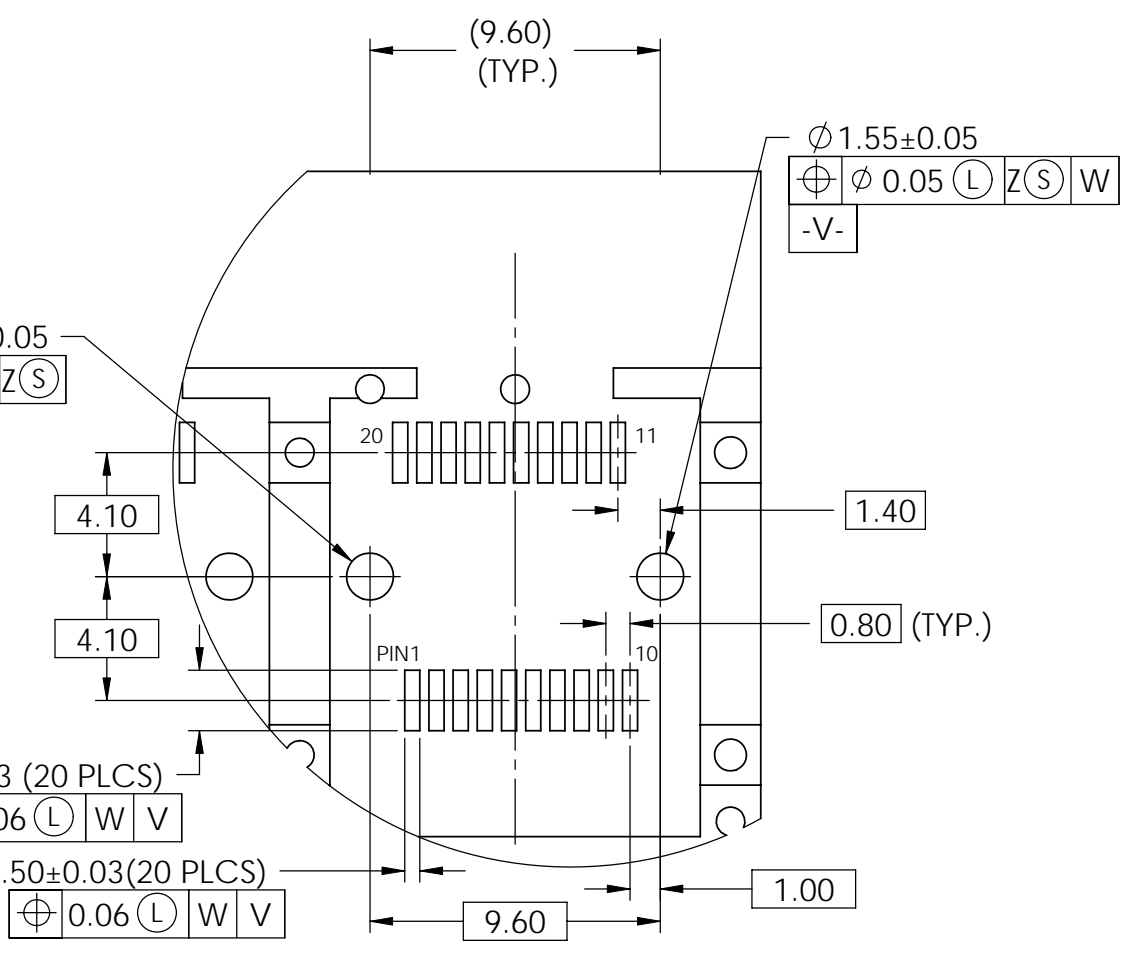 (9.60)
(TYP.)
⌀1.55±0.05
⌖ ⌀ 0.05 Ⓛ Z Ⓢ W
-V-
0.05
Z Ⓢ
20
11
4.10
1.40
4.10
0.80 (TYP.)
PIN1
10
3 (20 PLCS)
06 Ⓛ W V
.50±0.03(20 PLCS)
⌖ 0.06 Ⓛ W V
1.00
9.60